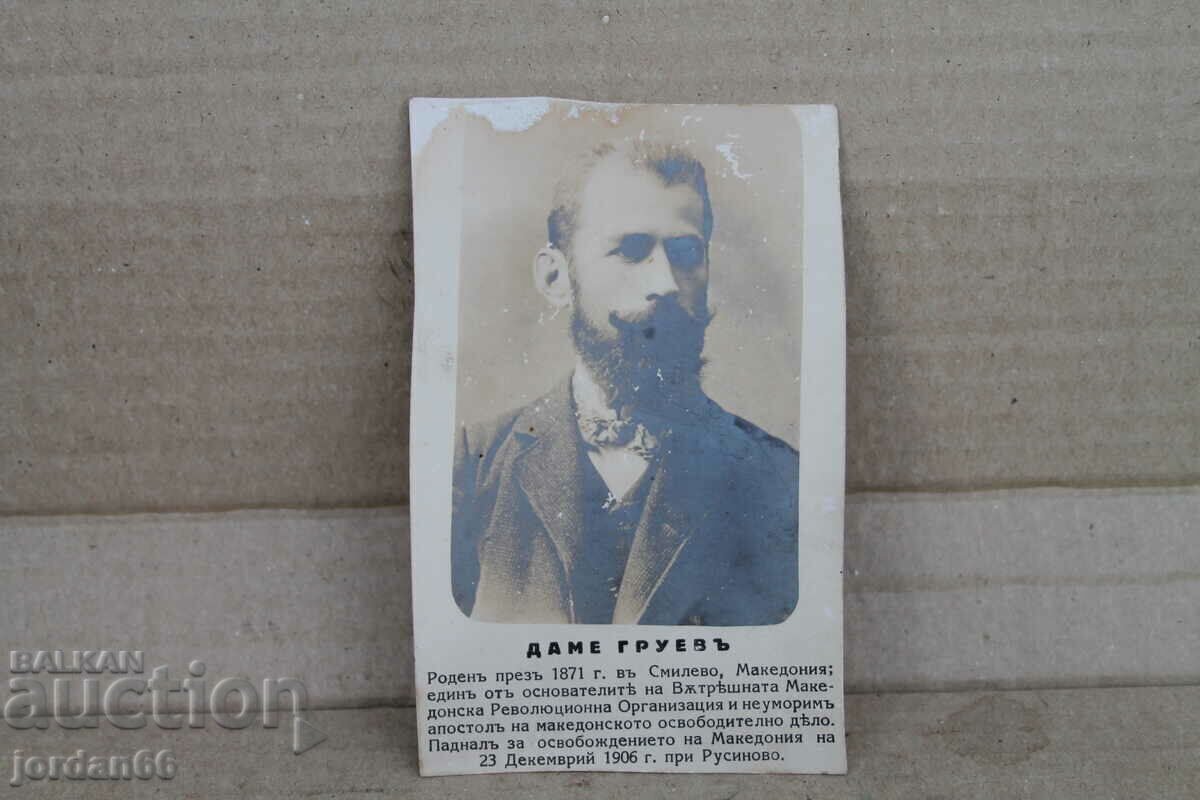 ДАМЕ ГРУЕВЪ
Роденъ презъ 1871 г. въ Смилево, Македония;
единъ отъ основателитѣ на Вѫтрѣшната Маке-
донска Революционна Организация и неуморимъ
апостолъ на македонското освободително дѣло.
Падналъ за освобождението на Македония на
23 Декемврий 1906 г. при Русиново.
BALKAN
auction
jordan66